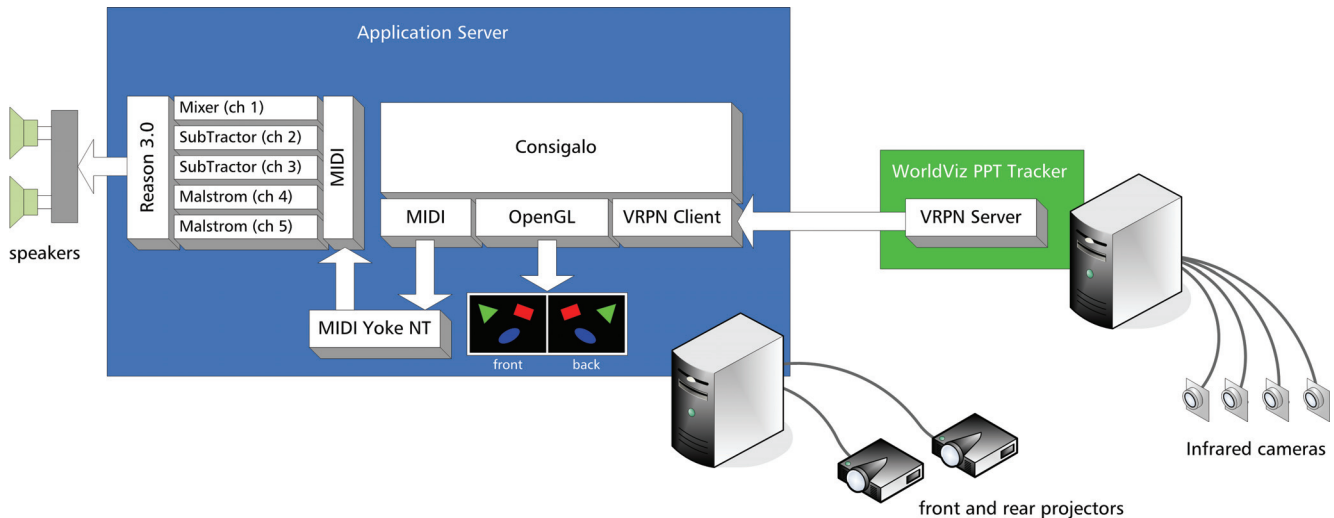 Application Server
Reason 3.0
Mixer (ch 1)
SubTractor (ch 2)
SubTractor (ch 3)
Malstrom (ch 4)
Malstrom (ch 5)
MIDI
Consigalo
MIDI
OpenGL
VRPN Client
WorldViz PPT Tracker
VRPN Server
speakers
MIDI Yoke NT
front
back
Infrared cameras
front and rear projectors